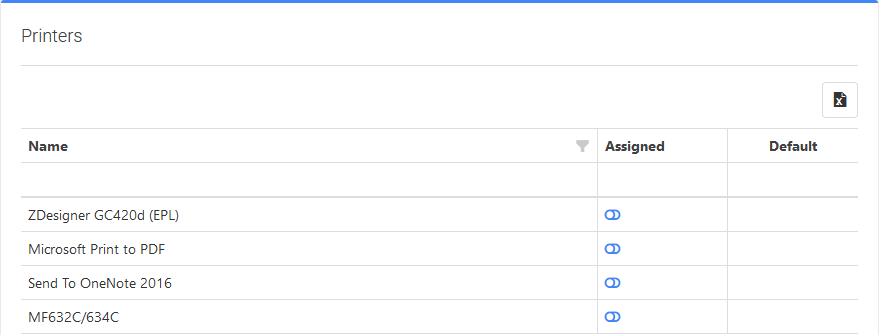 Printers
Name Assigned Default
ZDesigner GC420d (EPL)
Microsoft Print to PDF
Send To OneNote 2016
MF632C/634C